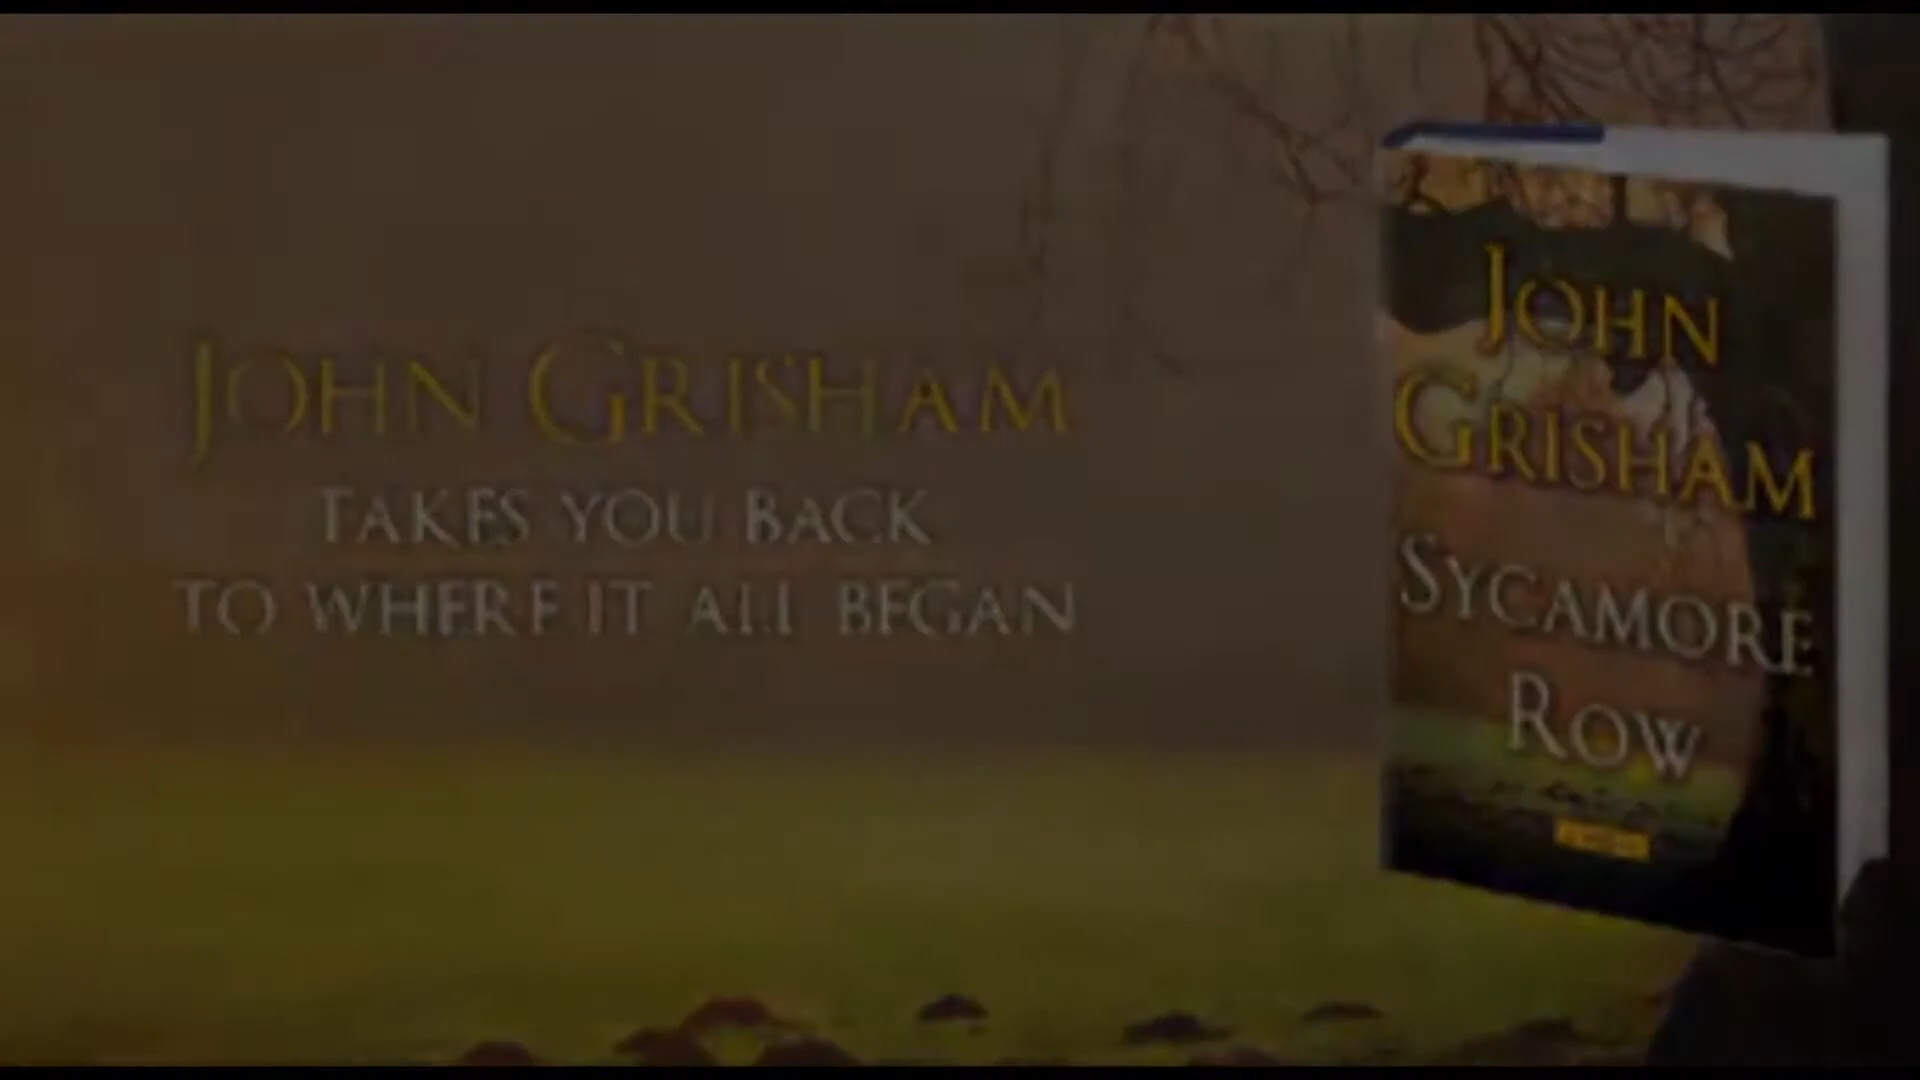 JOHN GRISHAM
TAKES YOU BACK
TO WHERE IT ALL BEGAN
JOHN
GRISHAM
SYCAMORE
ROW